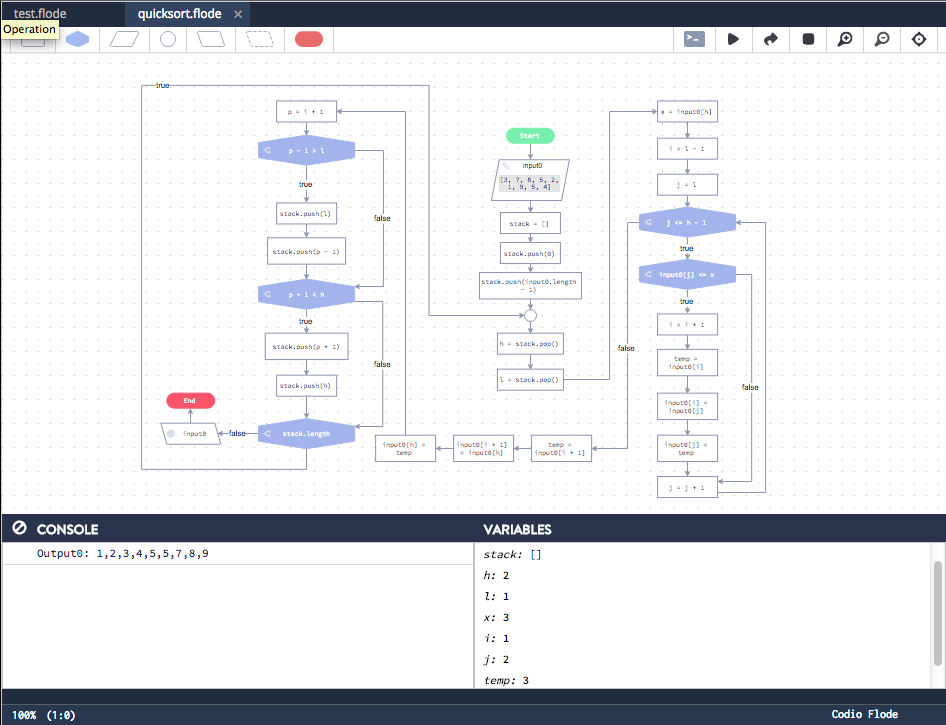 test.flode
quicksort.flode ×
Operation
true
p = i + 1
p - 1 > l
true
false
stack.push(l)
stack.push(p - 1)
p + 1 < h
true
false
stack.push(p + 1)
stack.push(h)
stack.length
false
input0
End
Start
input0
[3, 7, 8, 5, 2,
1, 9, 5, 4]
stack = []
stack.push(0)
stack.push(input0.length
- 1)
h = stack.pop()
l = stack.pop()
x = input0[h]
i = l - 1
j = l
j <= h - 1
true
false
input0[j] <= x
true
false
i = i + 1
temp =
input0[i]
input0[i] =
input0[j]
input0[j] =
temp
j = j + 1
temp =
input0[i + 1]
input0[i + 1]
= input0[h]
input0[h] =
temp
CONSOLE
Output0: 1,2,3,4,5,5,7,8,9
VARIABLES
stack: []
h: 2
l: 1
x: 3
i: 1
j: 2
temp: 3
100% (1:0)
Codio Flode